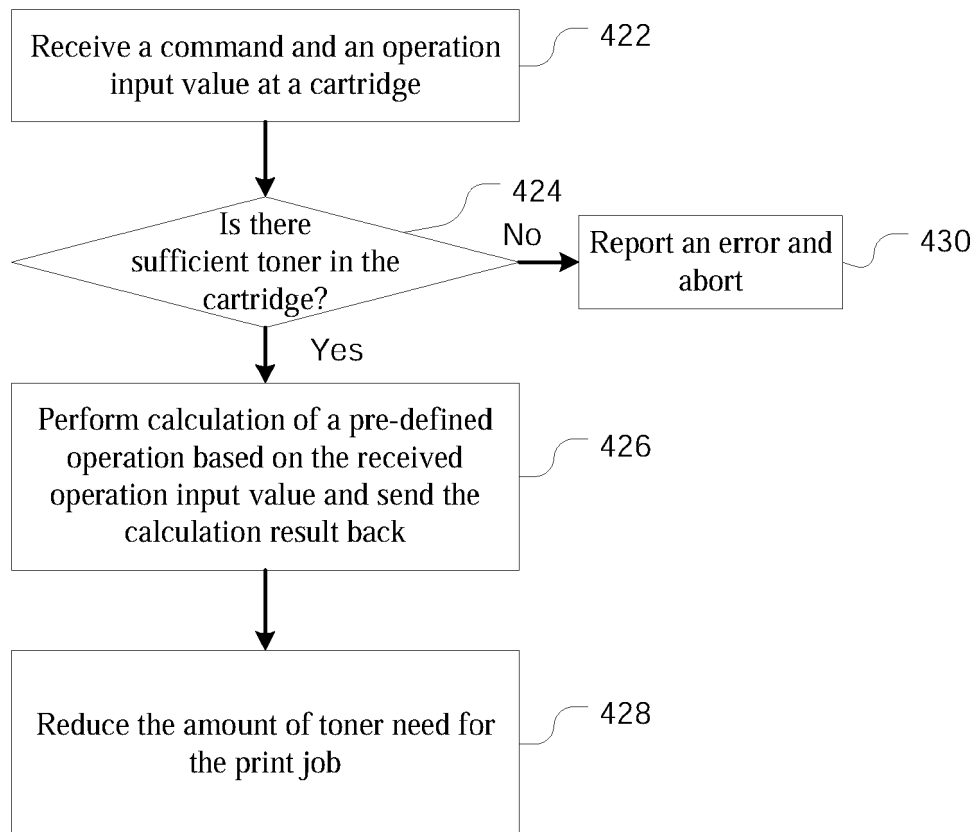 Receive a command and an operation
input value at a cartridge
422
424
Is there
sufficient toner in the
cartridge?
No
Report an error and
abort
430
Yes
Perform calculation of a pre-defined
operation based on the received
operation input value and send the
calculation result back
426
Reduce the amount of toner need for
the print job
428